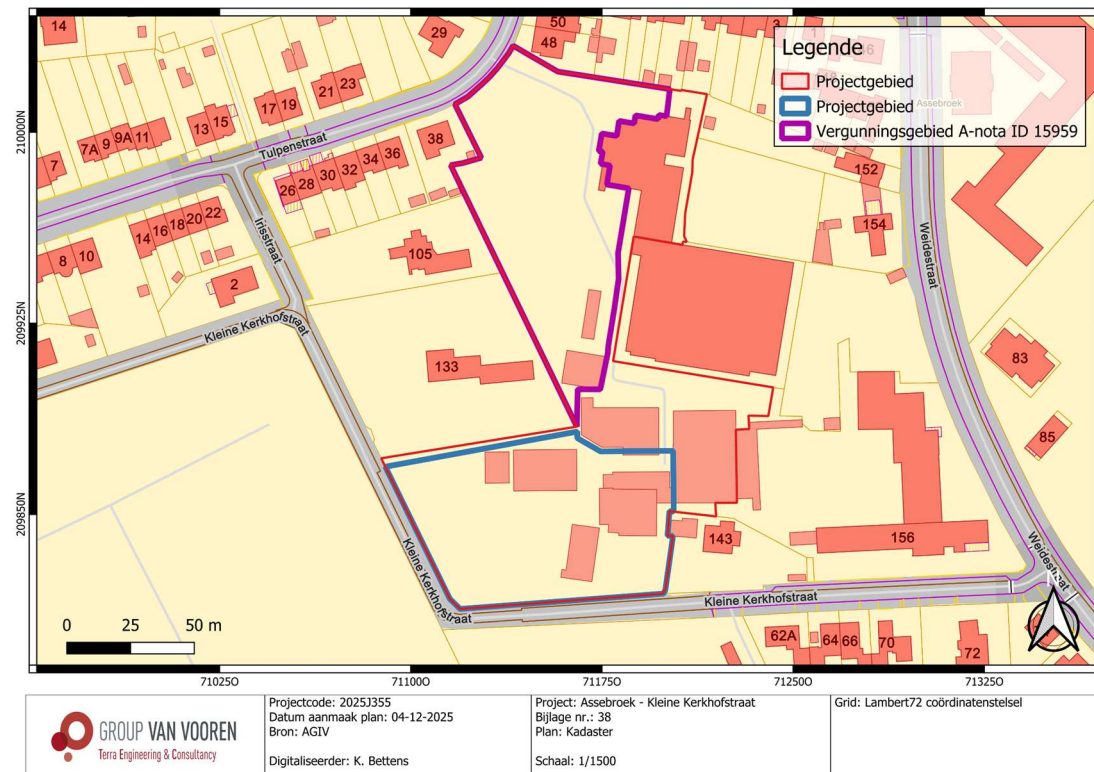 Legende
Projectgebied
Projectgebied
Vergunningsgebied A-nota ID 15959
Assebroek
14
29
50
48
3
1
46
23
21
19
17
15
13
11
9A
9
7A
7
Tulpenstraat
38
36
34
32
30
28
26
22
20
18
16
14
10
8
2
Irisstraat
105
152
154
Weidestraat
Kleine Kerkhofstraat
133
83
85
143
156
Weidestraat
Kleine Kerkhofstraat
Kleine Kerkhofstraat
62A
64
66
70
72
0 25 50 m
210000N
209925N
209850N
710250 711000 711750 712500 713250
GROUP VAN VOOREN
Terra Engineering & Consultancy
Projectcode: 2025J355
Datum aanmaak plan: 04-12-2025
Bron: AGIV
Digitaliseerder: K. Bettens
Project: Assebroek - Kleine Kerkhofstraat
Bijlage nr.: 38
Plan: Kadaster
Schaal: 1/1500
Grid: Lambert72 coördinatenstelsel